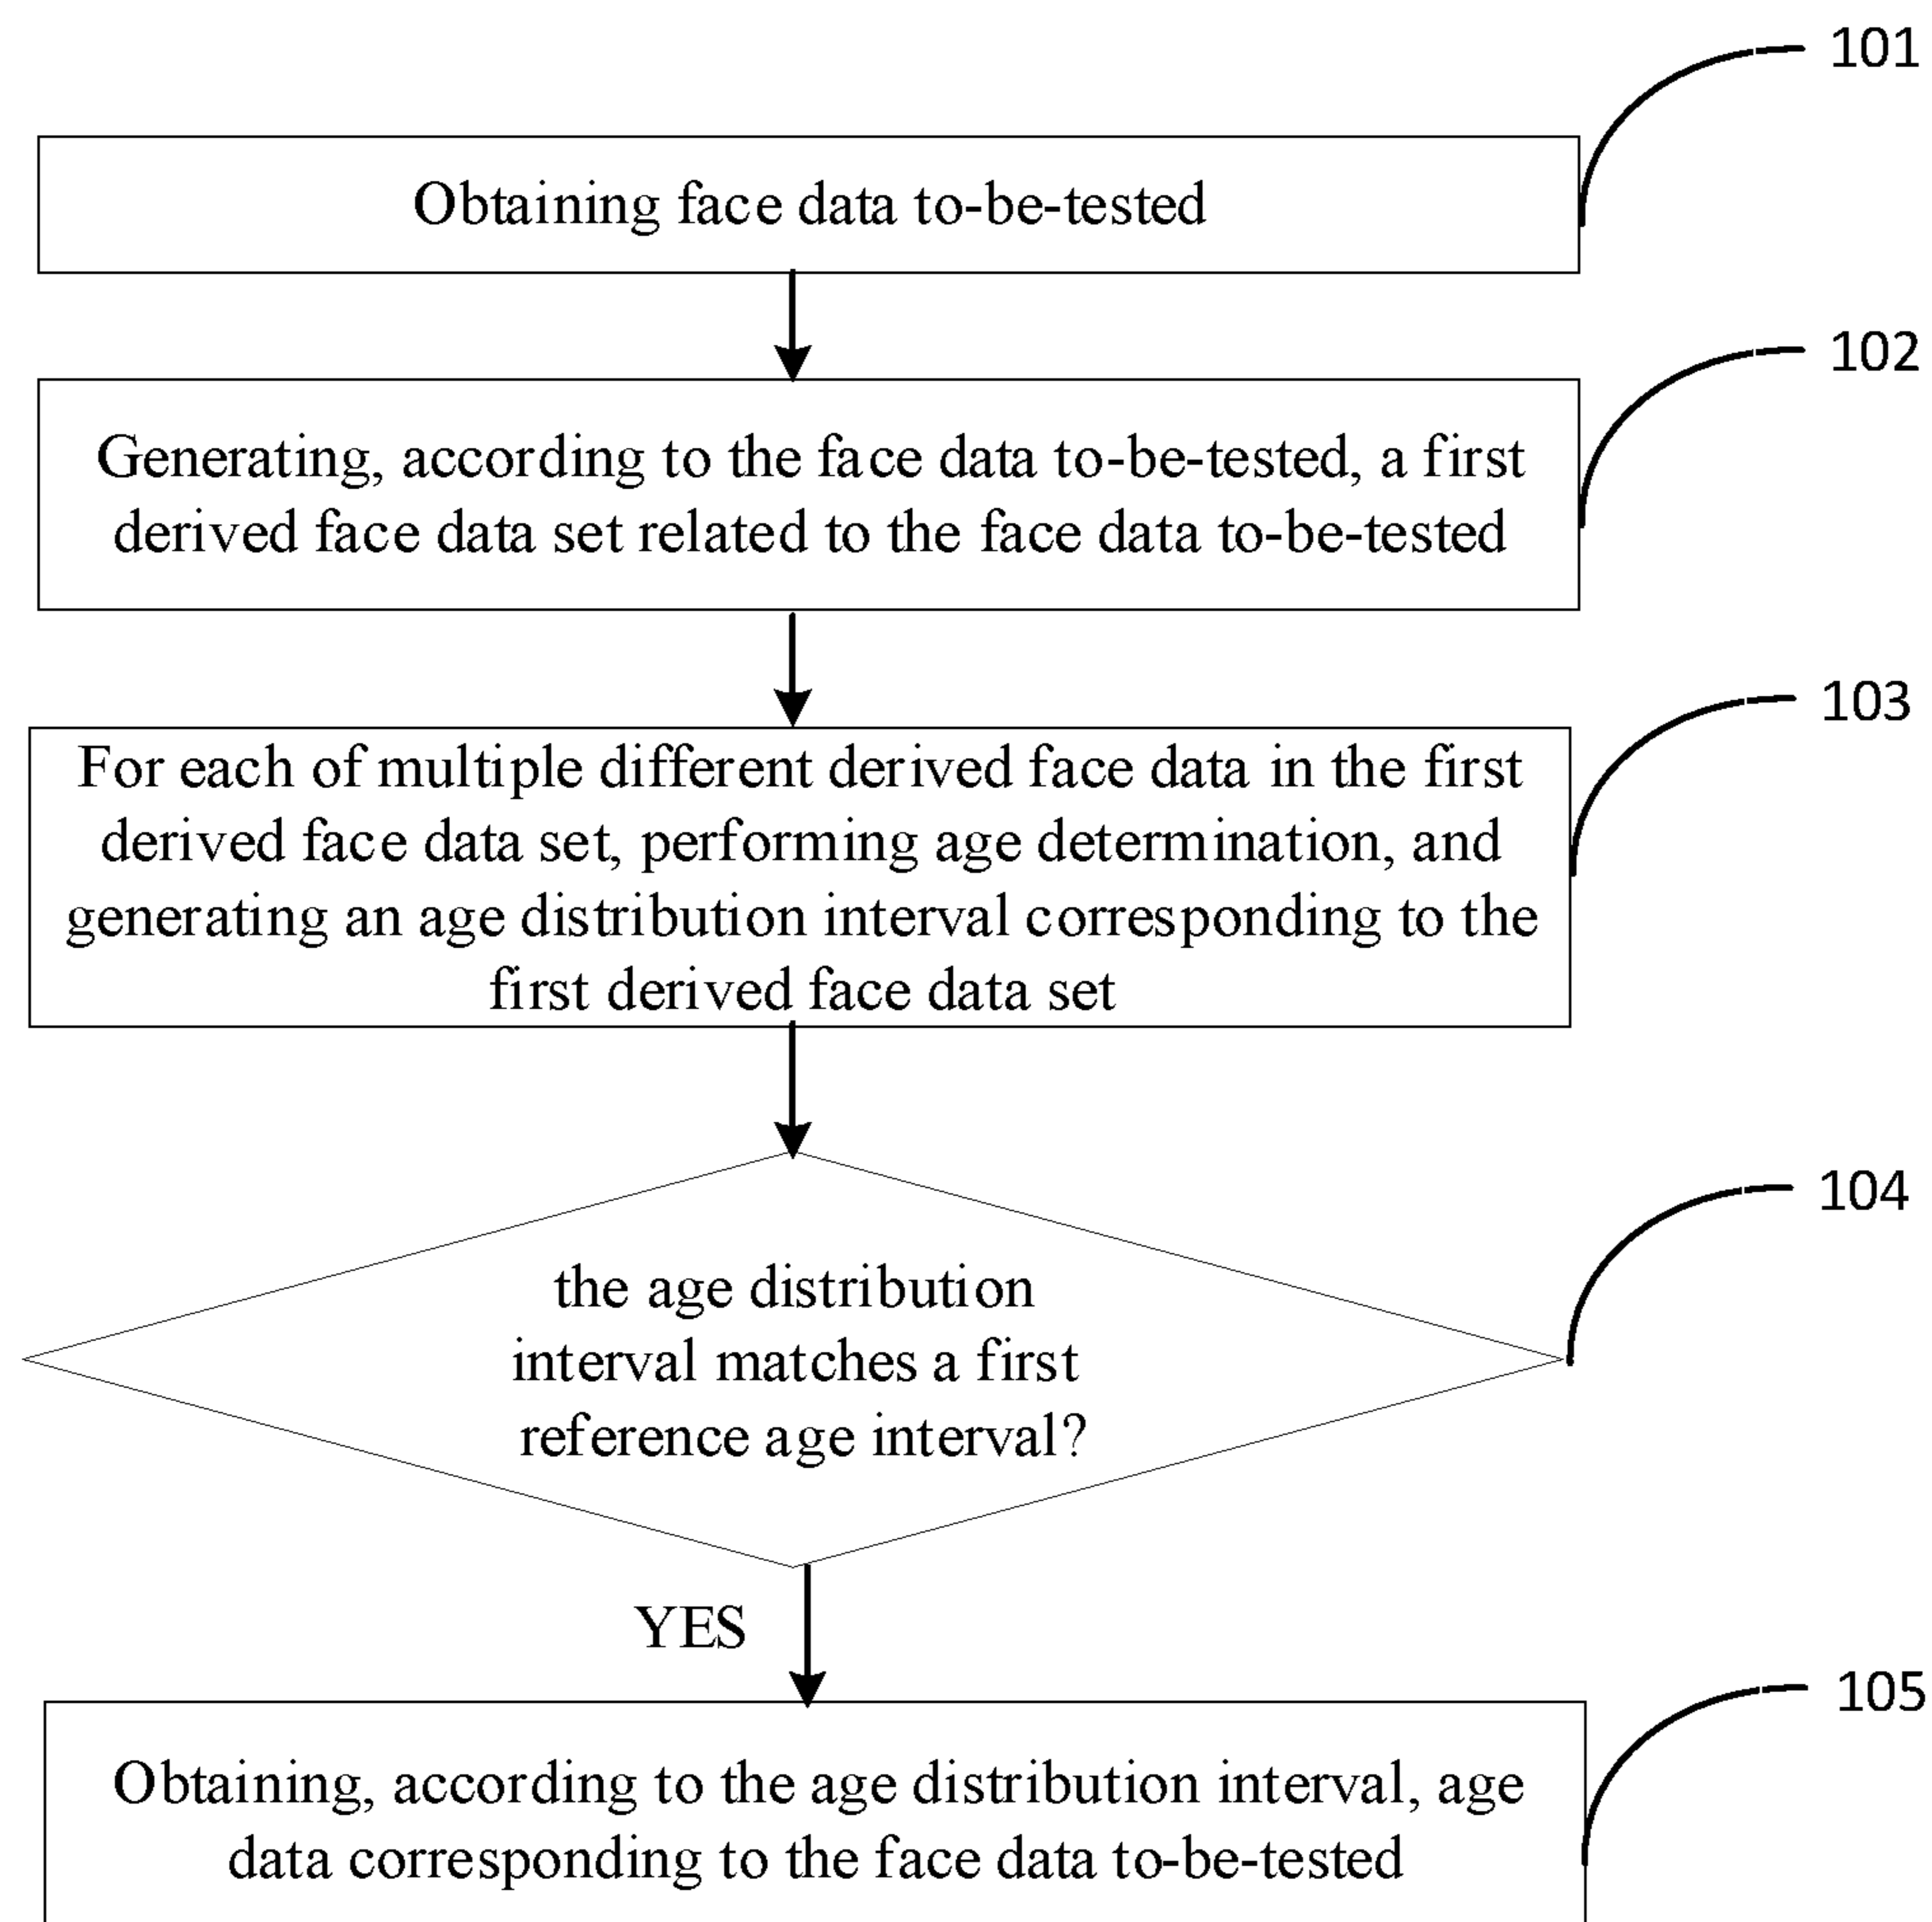 101
Obtaining face data to-be-tested
102
Generating, according to the face data to-be-tested, a first
derived face data set related to the face data to-be-tested
103
For each of multiple different derived face data in the first
derived face data set, performing age determination, and
generating an age distribution interval corresponding to the
first derived face data set
104
the age distribution
interval matches a first
reference age interval?
YES
105
Obtaining, according to the age distribution interval, age
data corresponding to the face data to-be-tested